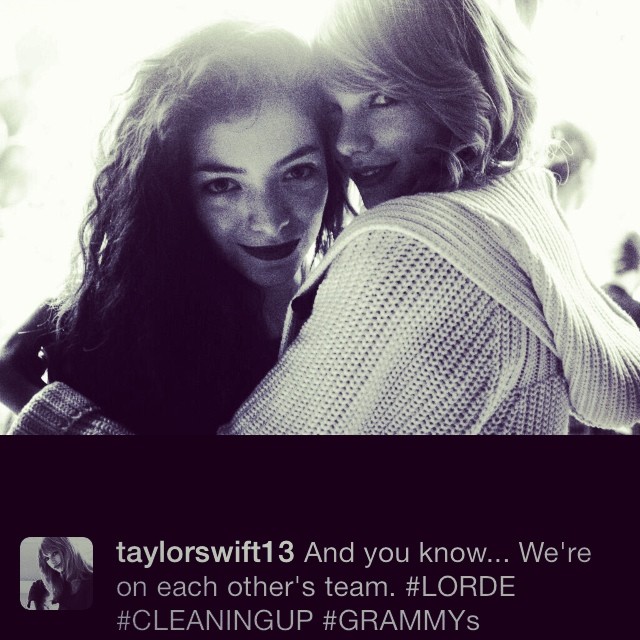 taylorswift13 And you know... We're
on each other's team. #LORDE
#CLEANINGUP #GRAMMYs